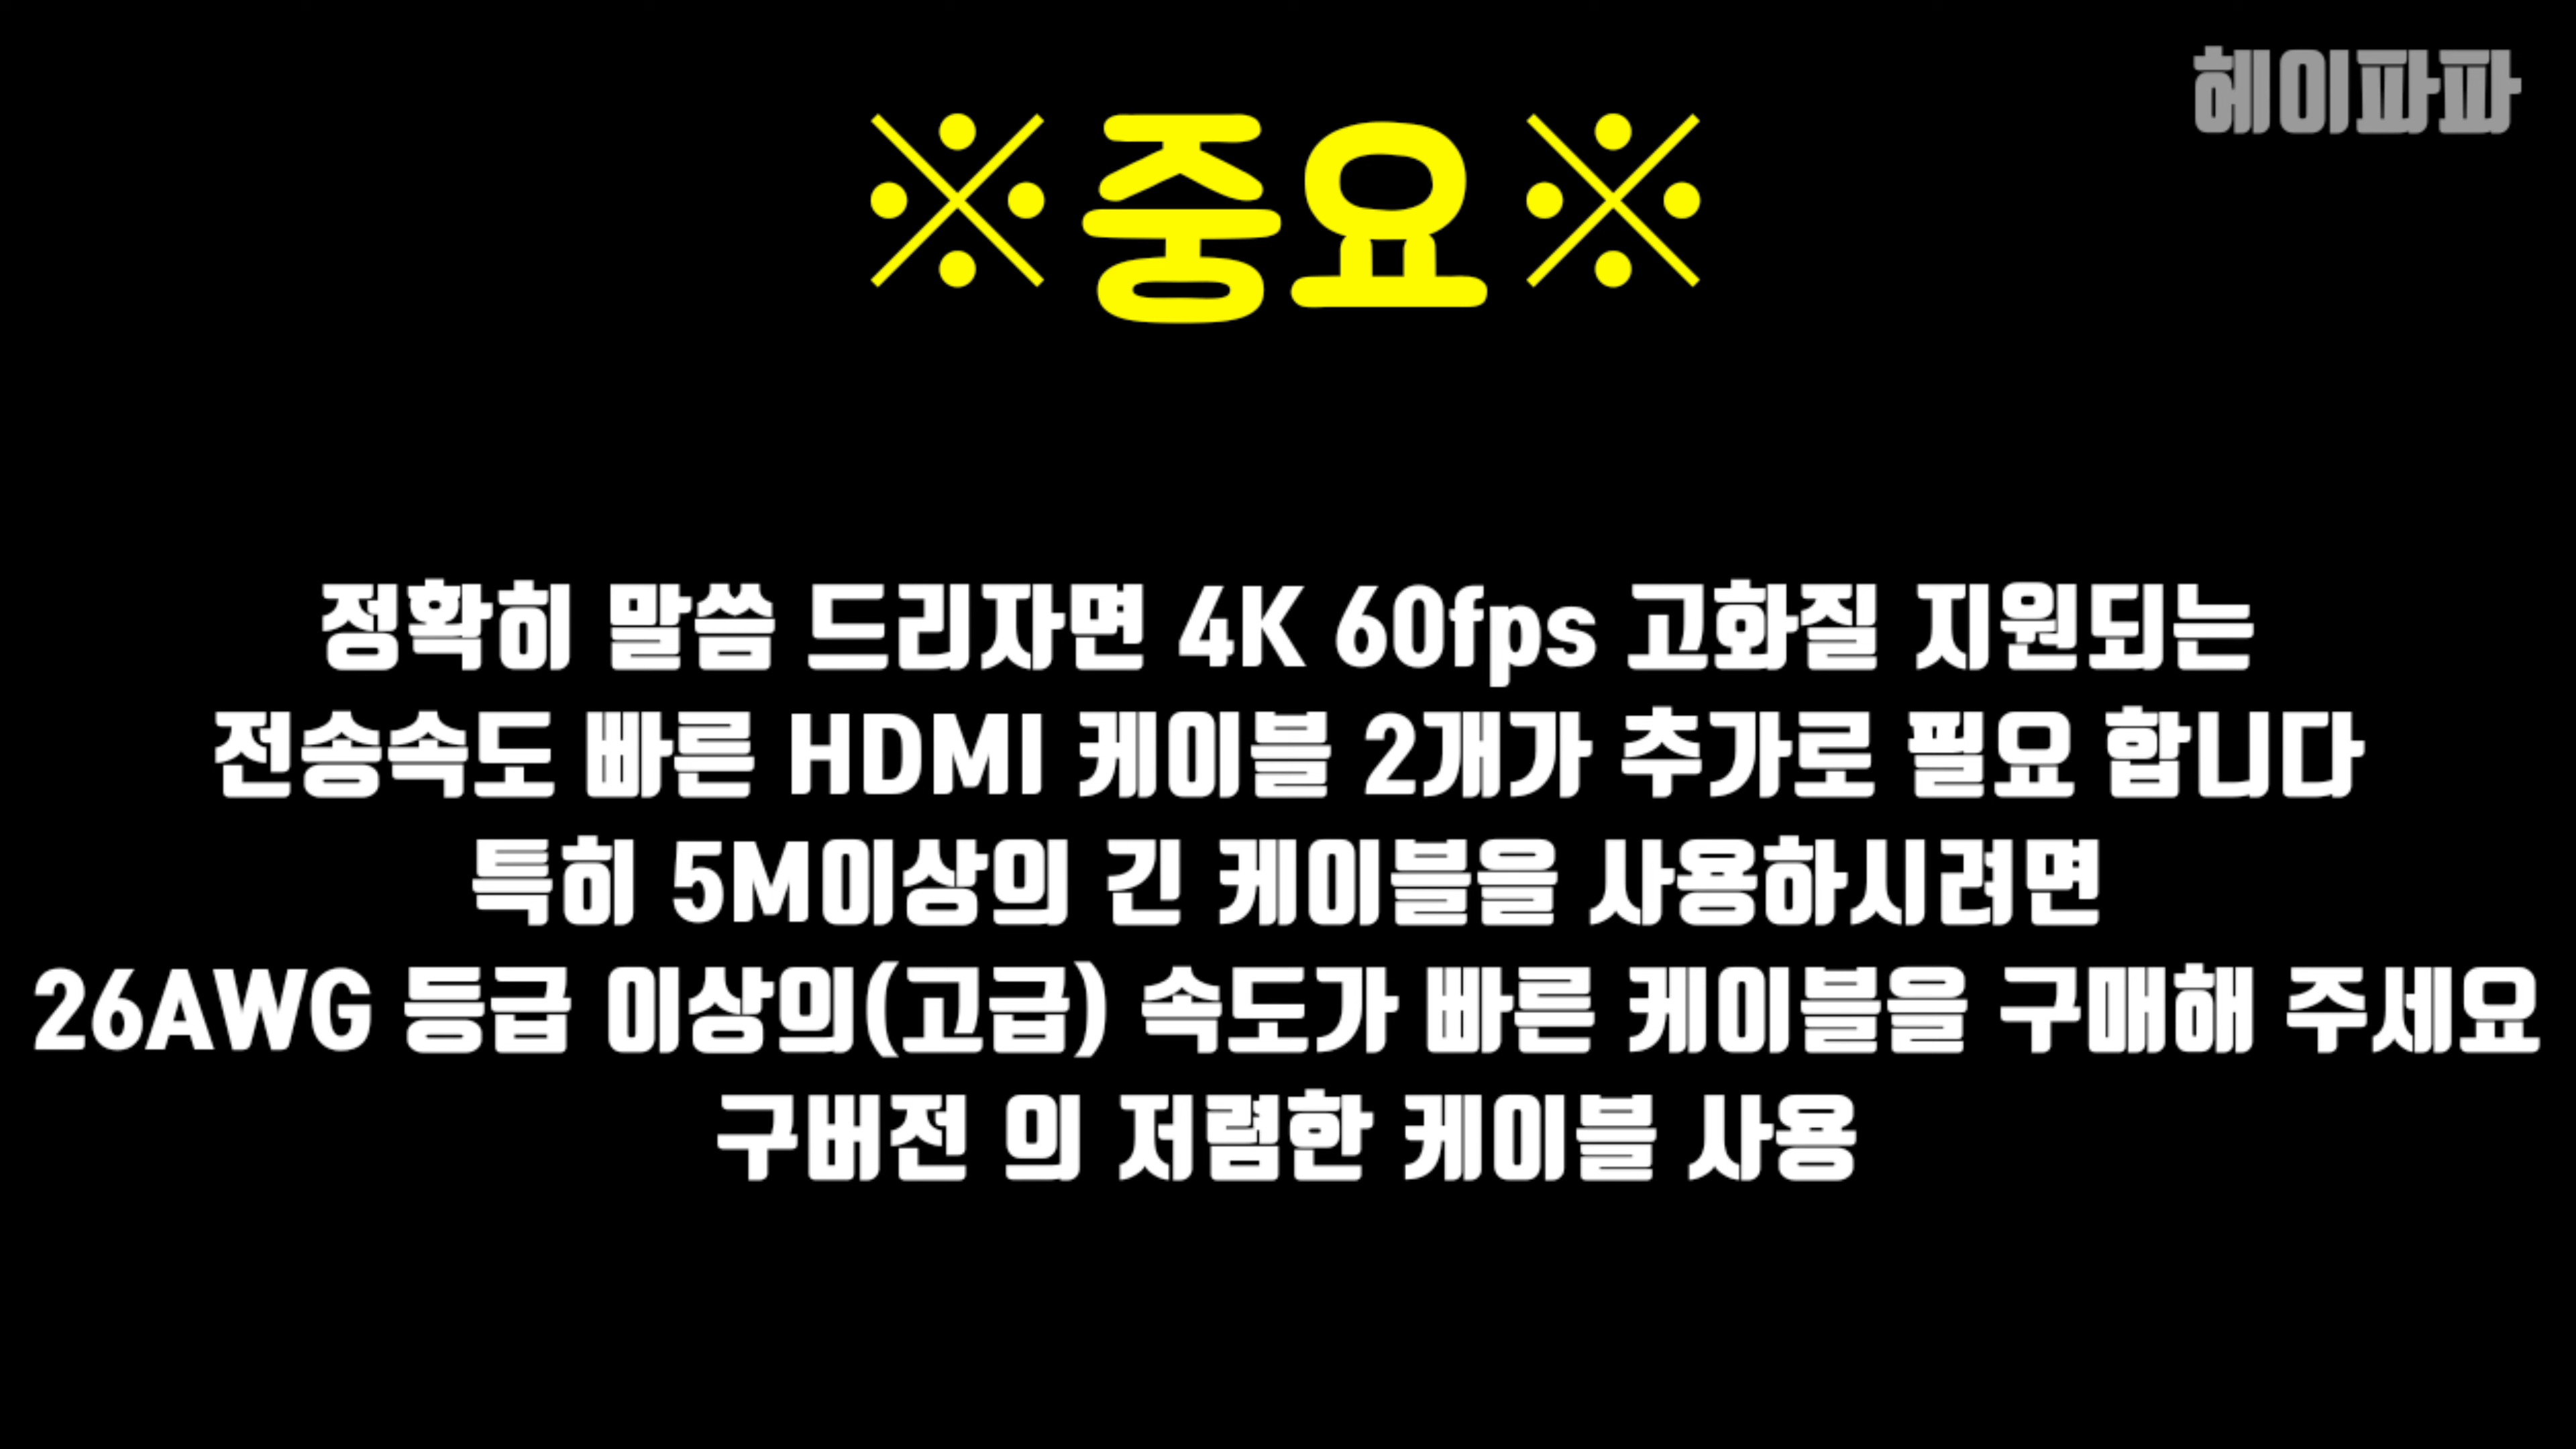 헤이파파
※중요※
정확히 말씀 드리자면 4K 60fps 고화질 지원되는
전송속도 빠른 HDMI 케이블 2개가 추가로 필요 합니다
특히 5M이상의 긴 케이블을 사용하시려면
26AWG 등급 이상의(고급) 속도가 빠른 케이블을 구매해 주세요
구버전 의 저렴한 케이블 사용